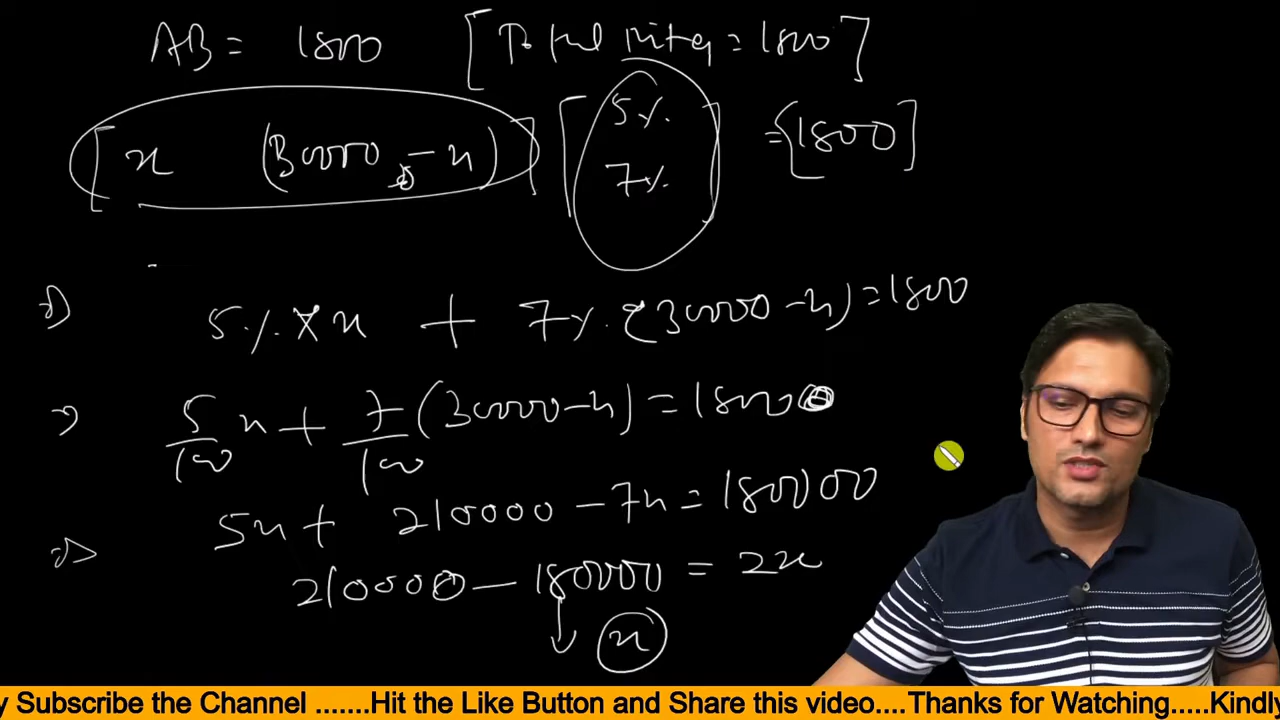 AB = 1800 [Total = 1800]
[x (30000 - x)] [5% 7%] = [1800]
⇒ 5% × x + 7% × (30000 - x) = 1800
⇒ 5/100 x + 7/100 (30000 - x) = 1800
5x + 210000 - 7x = 180000
⇒ 210000 - 180000 = 2x
x
y Subscribe the Channel .......Hit the Like Button and Share this video....Thanks for Watching.....Kindly